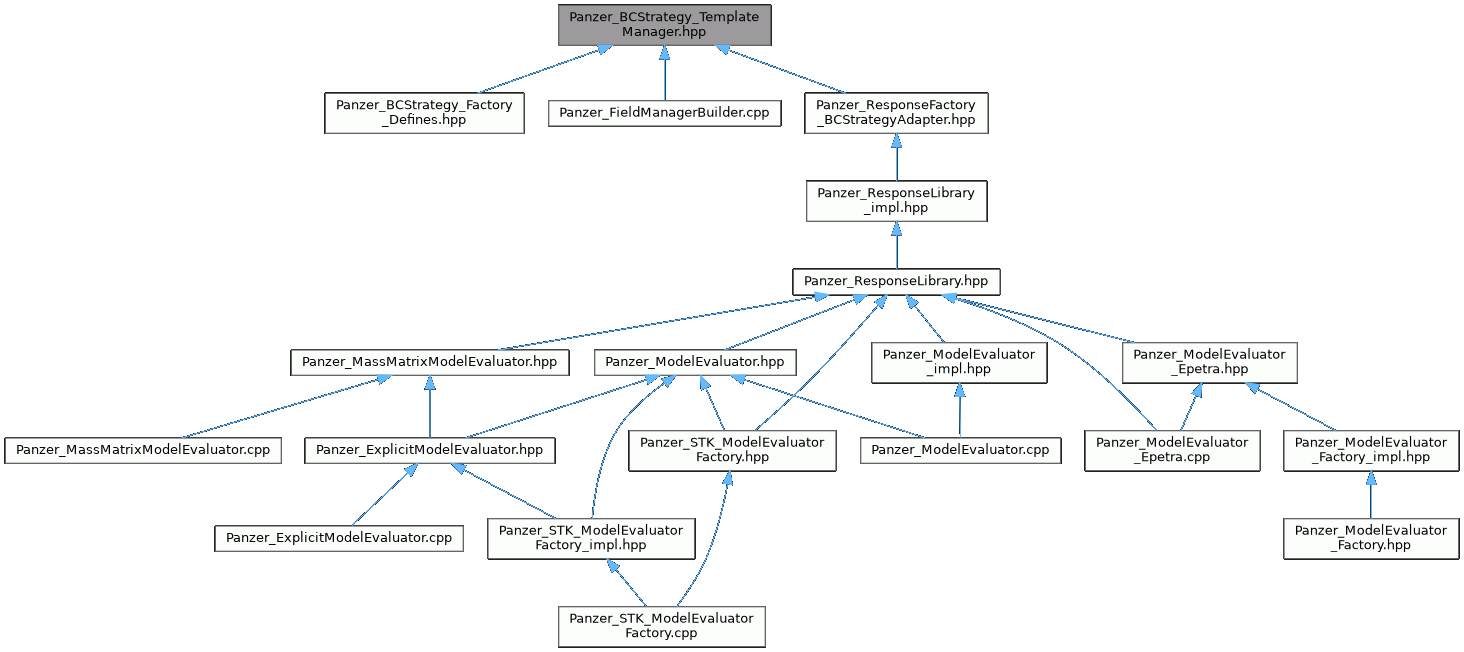 Panzer_BCStrategy_Template
Manager.hpp
Panzer_BCStrategy_Factory
_Defines.hpp
Panzer_FieldManagerBuilder.cpp
Panzer_ResponseFactory
_BCStrategyAdapter.hpp
Panzer_ResponseLibrary
_impl.hpp
Panzer_ResponseLibrary.hpp
Panzer_MassMatrixModelEvaluator.hpp
Panzer_ModelEvaluator.hpp
Panzer_ModelEvaluator
_impl.hpp
Panzer_ModelEvaluator
_Epetra.hpp
Panzer_MassMatrixModelEvaluator.cpp
Panzer_ExplicitModelEvaluator.hpp
Panzer_STK_ModelEvaluator
Factory.hpp
Panzer_ModelEvaluator.cpp
Panzer_ModelEvaluator
_Epetra.cpp
Panzer_ModelEvaluator
_Factory_impl.hpp
Panzer_ExplicitModelEvaluator.cpp
Panzer_STK_ModelEvaluator
Factory_impl.hpp
Panzer_ModelEvaluator
_Factory.hpp
Panzer_STK_ModelEvaluator
Factory.cpp